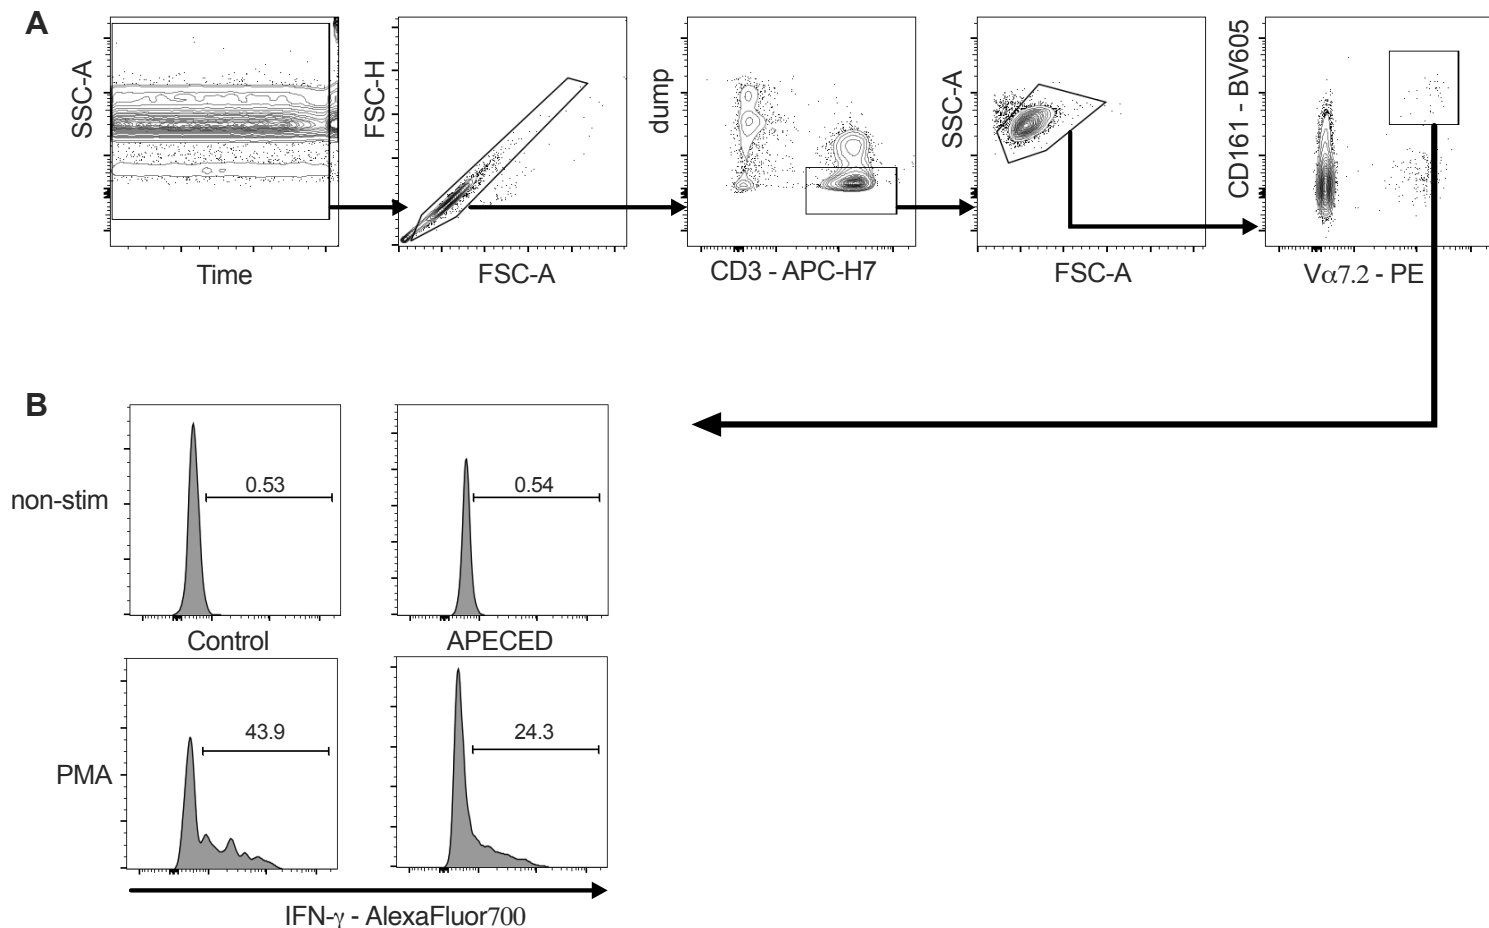 A
SSC-A
Time
FSC-H
FSC-A
dump
CD3 - APC-H7
SSC-A
FSC-A
CD161 - BV605
Vα7.2 - PE
B
non-stim
0.53
0.54
Control
APECED
PMA
43.9
24.3
IFN-γ - AlexaFluor700